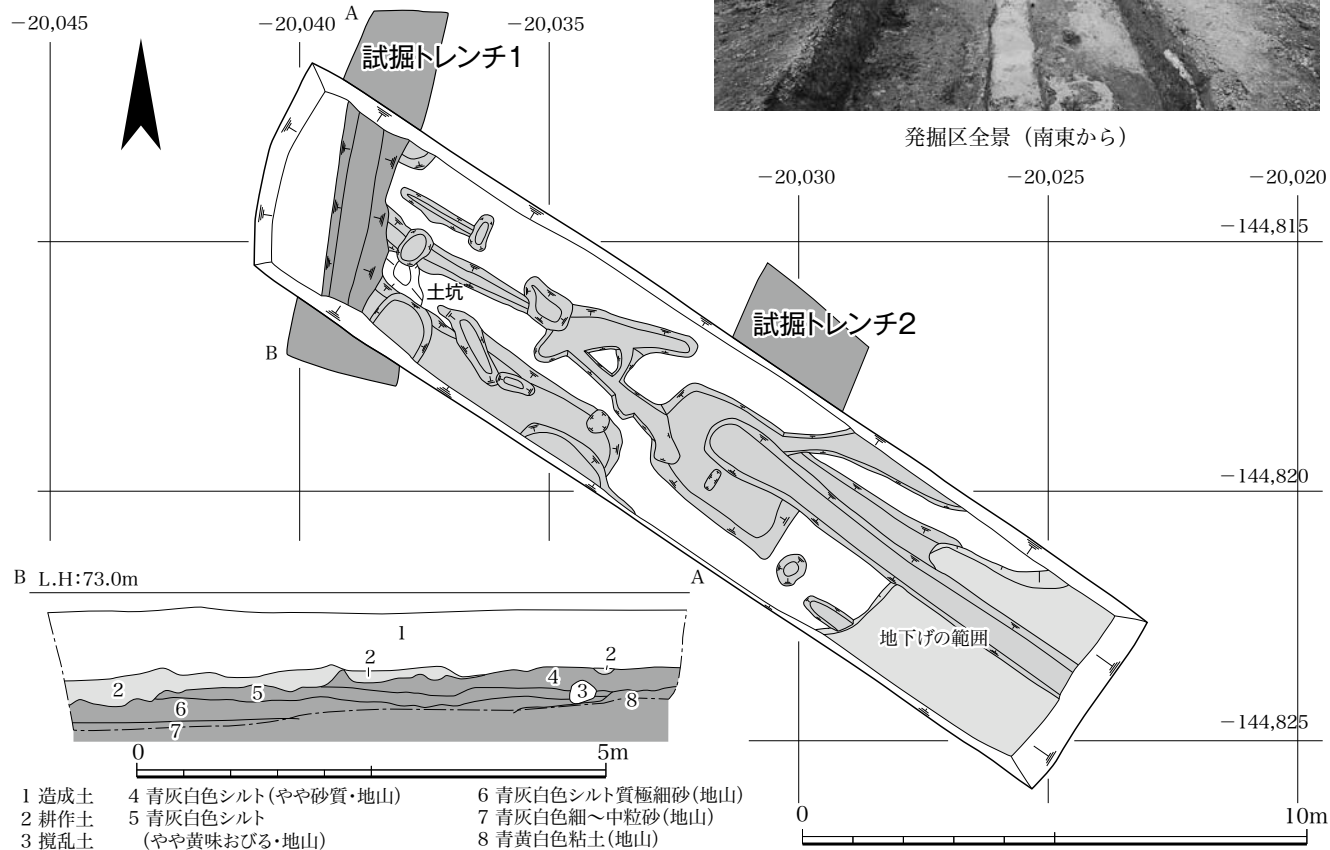 −20,045
−20,040
−20,035
A
試掘トレンチ1
発掘区全景（南東から）
−20,030
−20,025
−20,020
−144,815
土坑
試掘トレンチ2
B
−144,820
B L.H：73.0m
A
1
2
2
4
2
5
3
8
6
7
地下げの範囲
−144,825
0 5m
0 10m
1 造成土
2 耕作土
3 撹乱土
4 青灰白色シルト(やや砂質・地山)
5 青灰白色シルト
(やや黄味おびる・地山)
6 青灰白色シルト質極細砂(地山)
7 青灰白色細〜中粒砂(地山)
8 青黄白色粘土(地山)